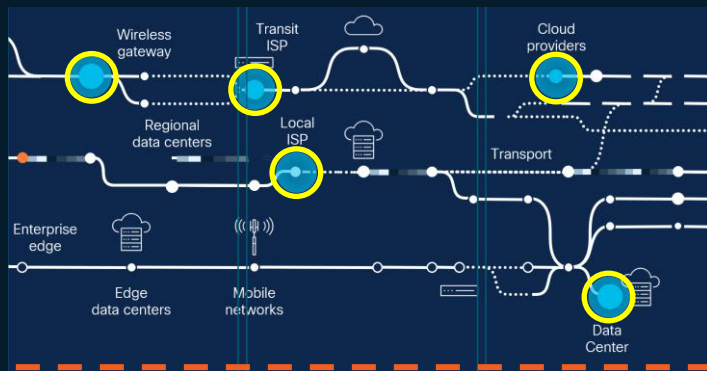 Wireless
gateway
Transit
ISP
Cloud
providers
Regional
data centers
Local
ISP
Transport
Enterprise
edge
Edge
data centers
Mobile
networks
Data
Center